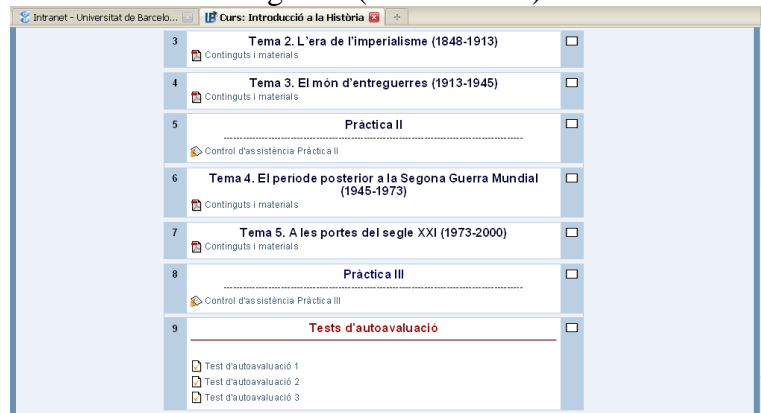 Intranet - Universitat de Barcelo...
Curs: Introducció a la Història
3
Tema 2. L'era de l'imperialisme (1848-1913)
Continguts i materials
4
Tema 3. El món d'entreguerres (1913-1945)
Continguts i materials
5
Pràctica II
Control d'assistència Pràctica II
6
Tema 4. El període posterior a la Segona Guerra Mundial
(1945-1973)
Continguts i materials
7
Tema 5. A les portes del segle XXI (1973-2000)
Continguts i materials
8
Pràctica III
Control d'assistència Pràctica III
9
Tests d'autoavaluació
Test d'autoavaluació 1
Test d'autoavaluació 2
Test d'autoavaluació 3